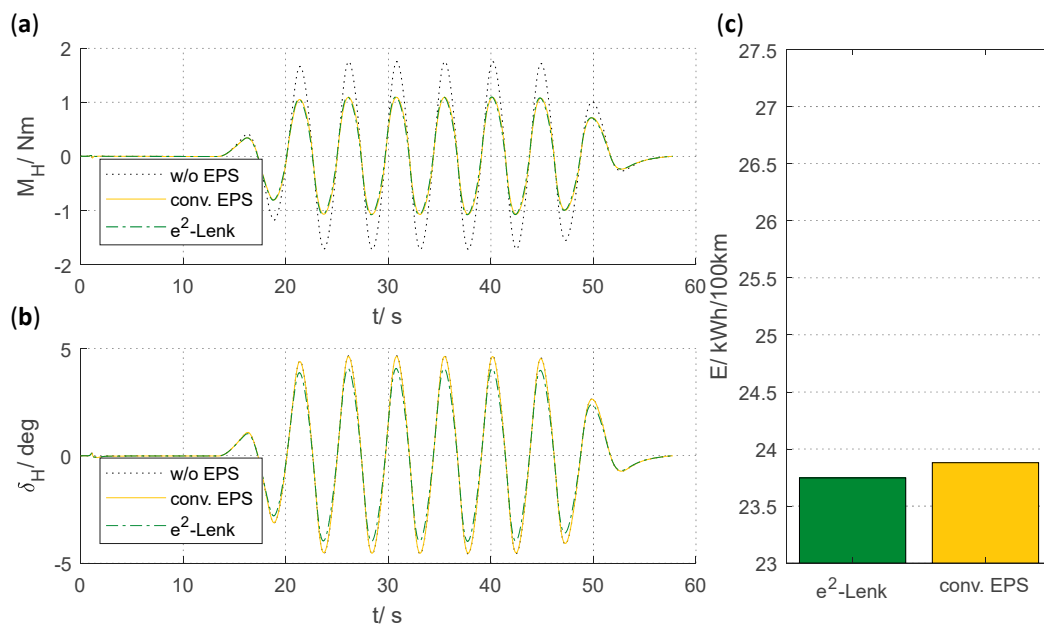 (a)
2
1
0
-1
-2
M_H/ Nm
w/o EPS
conv. EPS
e²-Lenk
0 10 20 30 40 50 60
t/ s
(b)
5
0
-5
δ_H/ deg
w/o EPS
conv. EPS
e²-Lenk
0 10 20 30 40 50 60
t/ s
(c)
27.5
27
26.5
26
25.5
25
24.5
24
23.5
23
E/ kWh/100km
e²-Lenk conv. EPS